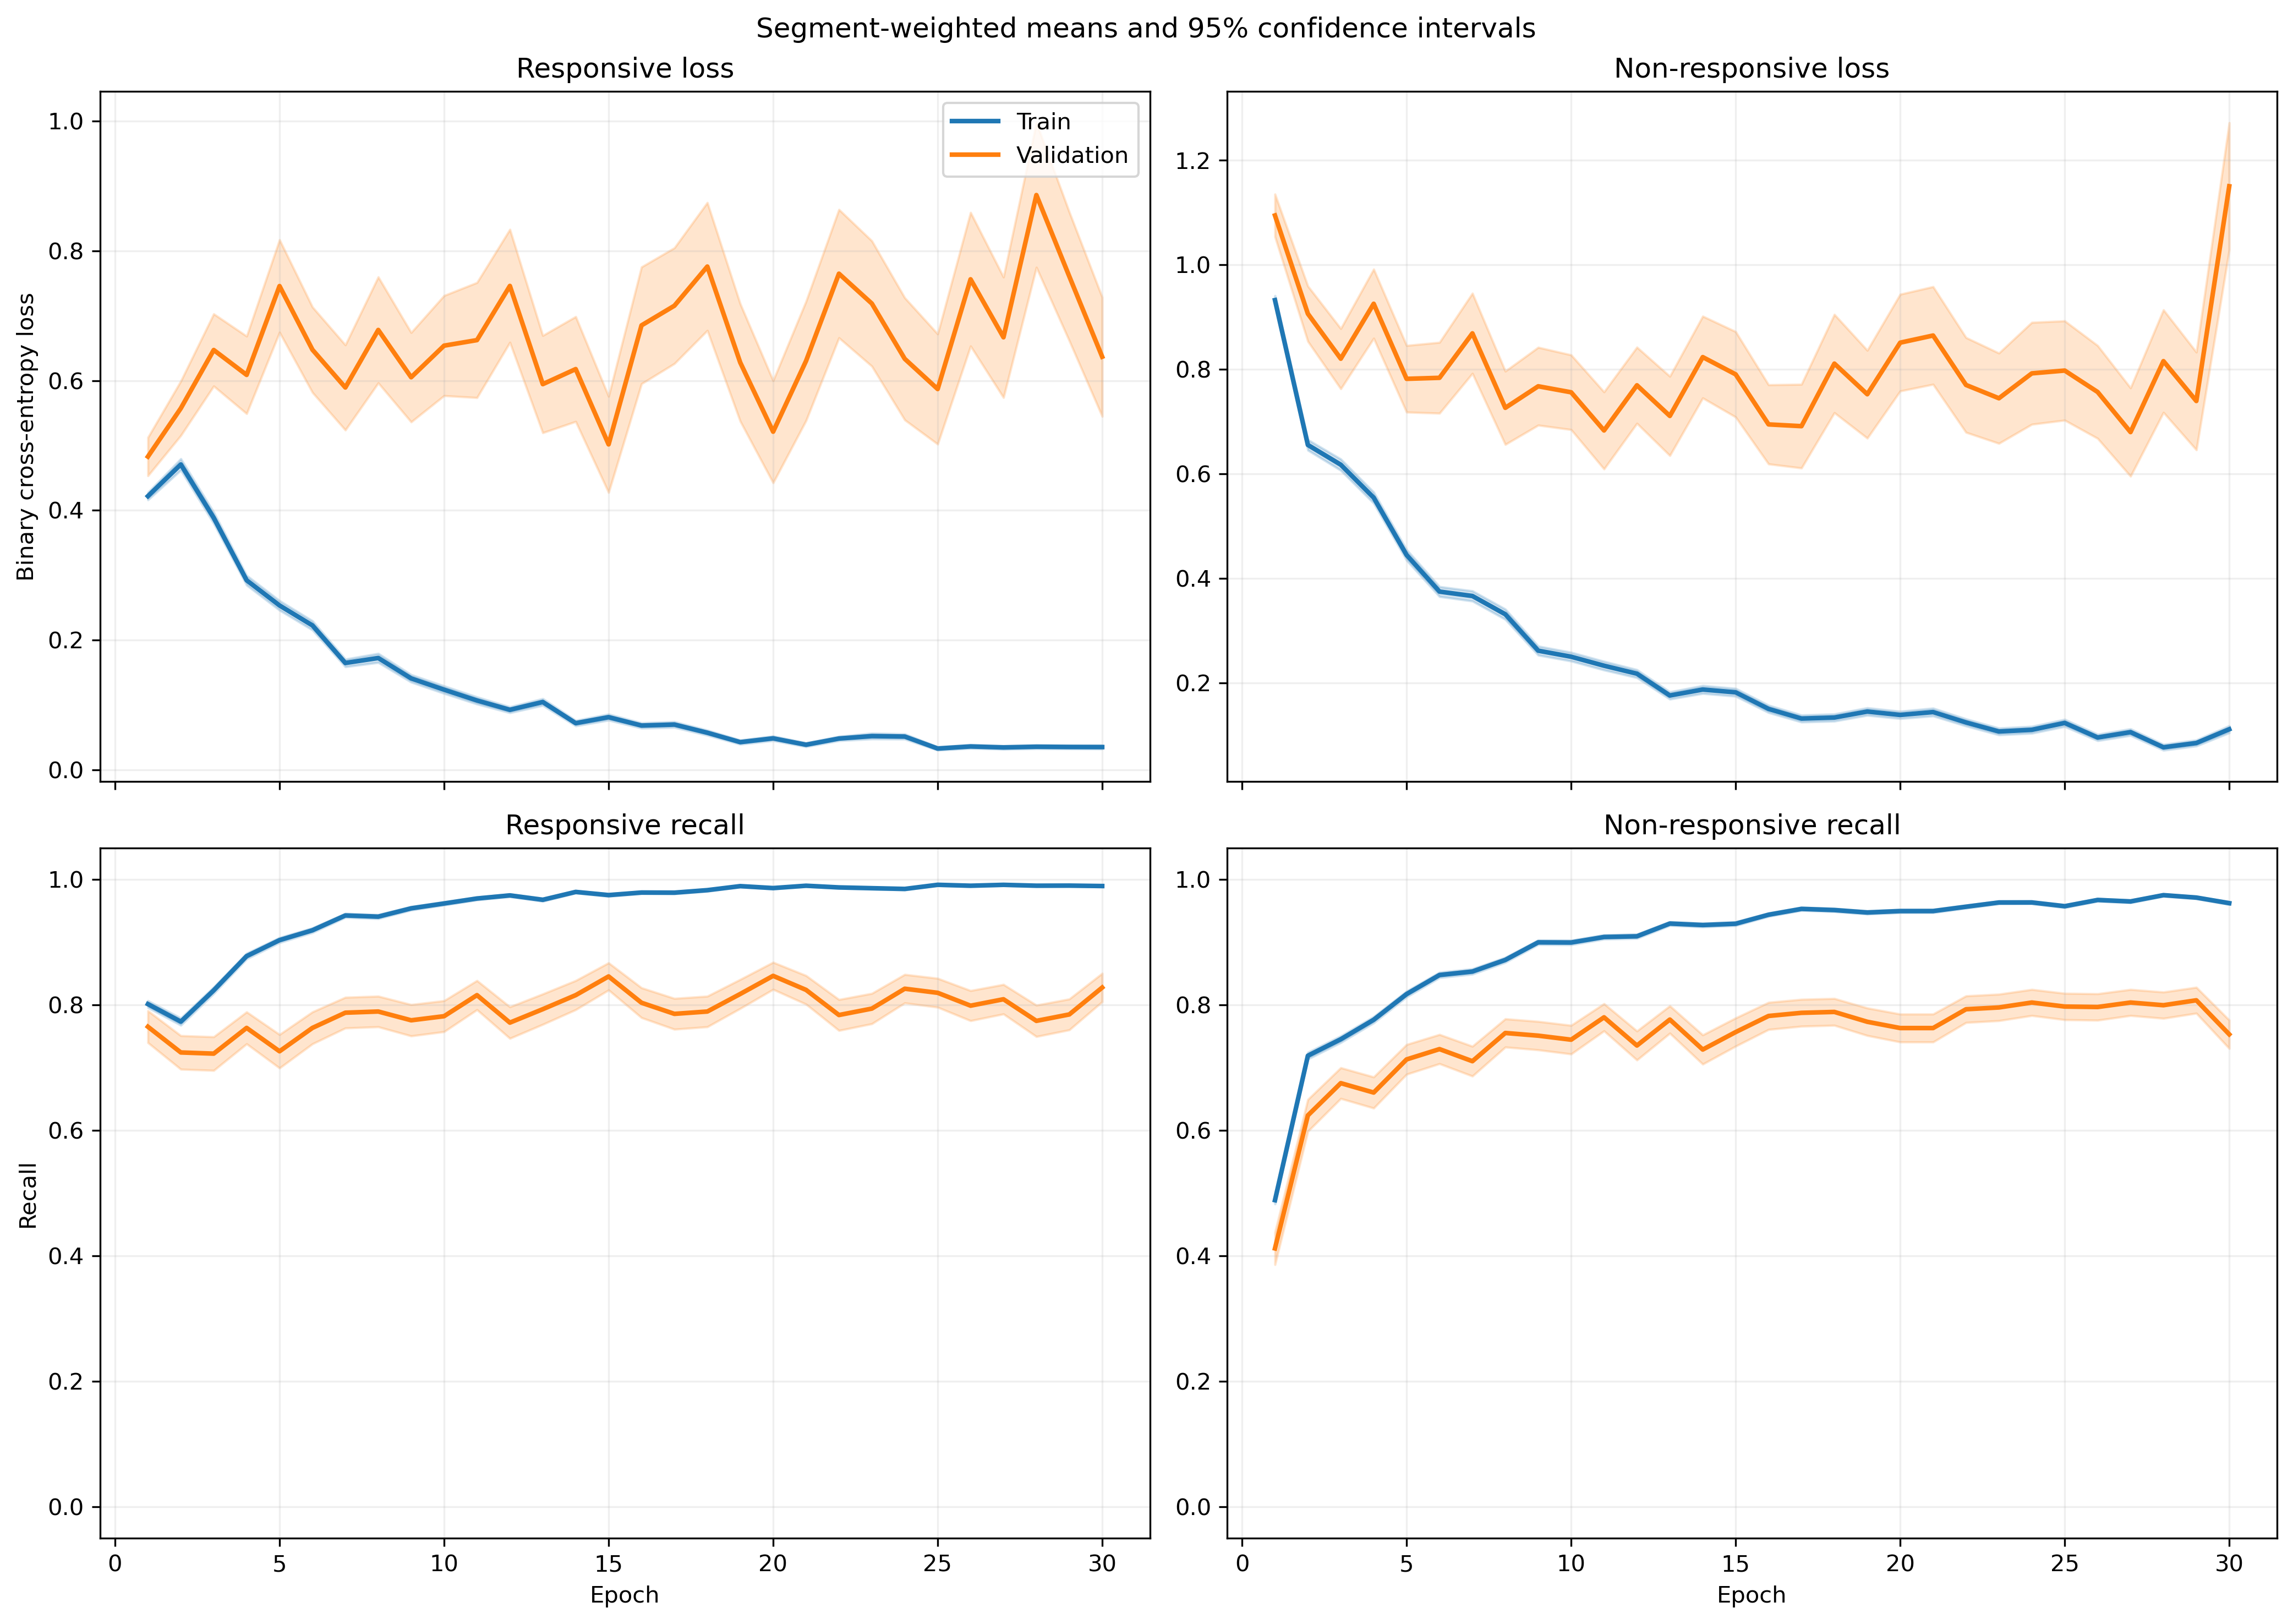 Segment-weighted means and 95% confidence intervals
Responsive loss
Non-responsive loss
Binary cross-entropy loss
1.0
0.8
0.6
0.4
0.2
0.0
Train
Validation
1.2
1.0
0.8
0.6
0.4
0.2
Responsive recall
Non-responsive recall
Recall
1.0
0.8
0.6
0.4
0.2
0.0
0 5 10 15 20 25 30
Epoch
1.0
0.8
0.6
0.4
0.2
0.0
0 5 10 15 20 25 30
Epoch